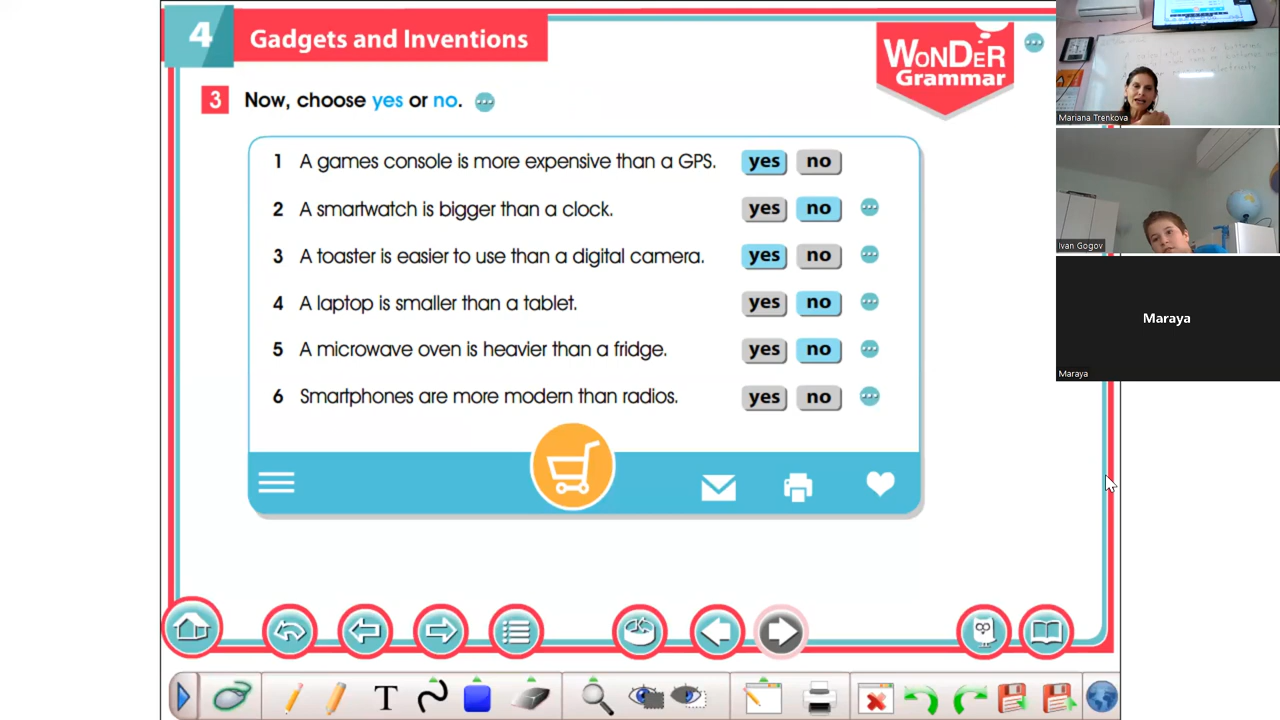 4 Gadgets and Inventions
WONDER
Grammar
3 Now, choose yes or no.
1 A games console is more expensive than a GPS. yes no
2 A smartwatch is bigger than a clock. yes no
3 A toaster is easier to use than a digital camera. yes no
4 A laptop is smaller than a tablet. yes no
5 A microwave oven is heavier than a fridge. yes no
6 Smartphones are more modern than radios. yes no
T
Mariana Trenkova
Ivan Gogov
Maraya
Maraya